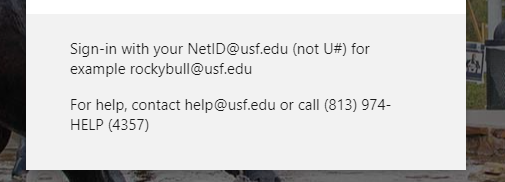 Sign-in with your NetID@usf.edu (not U#) for
example rockybull@usf.edu
For help, contact help@usf.edu or call (813) 974-
HELP (4357)